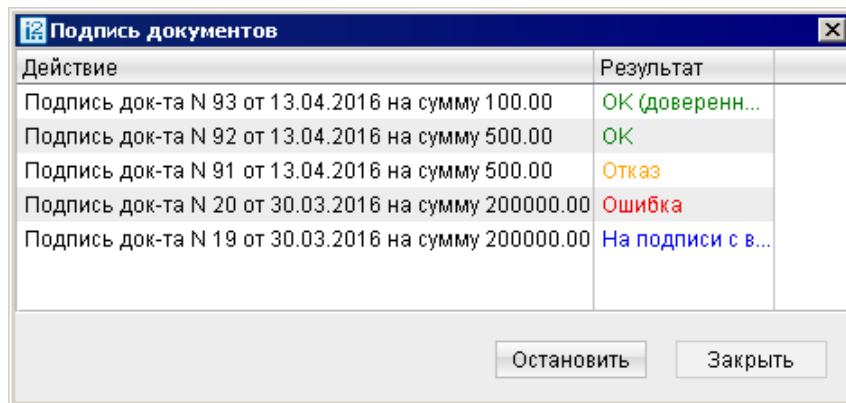 Подпись документов
Действие Результат
Подпись док-та N 93 от 13.04.2016 на сумму 100.00 ОК (доверенн...
Подпись док-та N 92 от 13.04.2016 на сумму 500.00 ОК
Подпись док-та N 91 от 13.04.2016 на сумму 500.00 Отказ
Подпись док-та N 20 от 30.03.2016 на сумму 200000.00 Ошибка
Подпись док-та N 19 от 30.03.2016 на сумму 200000.00 На подписи с в...
Остановить Закрыть